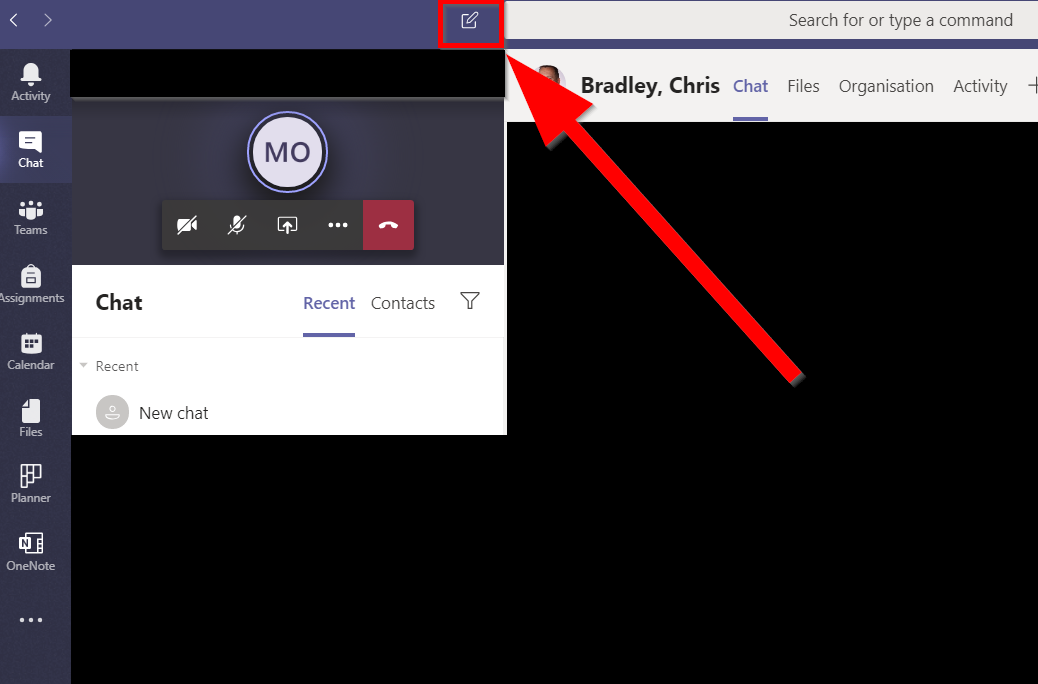 Search for or type a command
Activity
Chat
Teams
Assignments
Calendar
Files
Planner
OneNote
MO
Chat Recent Contacts
Recent
New chat
Bradley, Chris Chat Files Organisation Activity